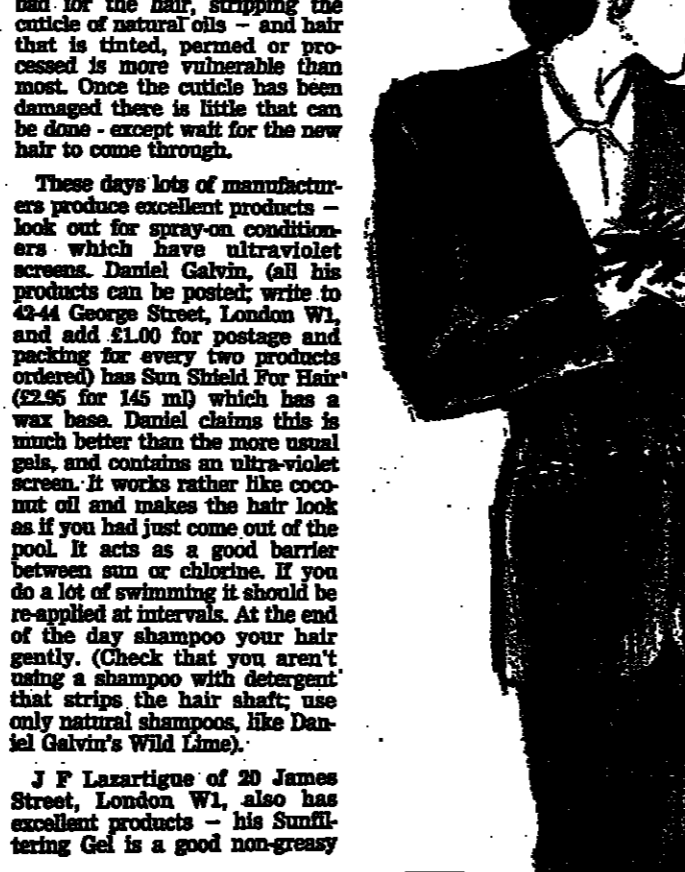 bad for the hair, stripping the
cuticle of natural oils — and hair
that is tinted, permed or pro-
cessed is more vulnerable than
most. Once the cuticle has been
damaged there is little that can
be done - except wait for the new
hair to come through.
These days lots of manufactur-
ers produce excellent products —
look out for spray-on condition-
ers which have ultraviolet
screens. Daniel Galvin, (all his
products can be posted; write to
42-44 George Street, London W1,
and add £1.00 for postage and
packing for every two products
ordered) has Sun Shield For Hair
(£2.95 for 145 ml) which has a
wax base. Daniel claims this is
much better than the more usual
gels, and contains an ultra-violet
screen. It works rather like coco-
nut oil and makes the hair look
as if you had just come out of the
pool. It acts as a good barrier
between sun or chlorine. If you
do a lot of swimming it should be
re-applied at intervals. At the end
of the day shampoo your hair
gently. (Check that you aren't
using a shampoo with detergent
that strips the hair shaft; use
only natural shampoos, like Dan-
iel Galvin's Wild Lime).
J F Lazartigue of 20 James
Street, London W1, also has
excellent products — his Sunfil-
tering Gel is a good non-greasy